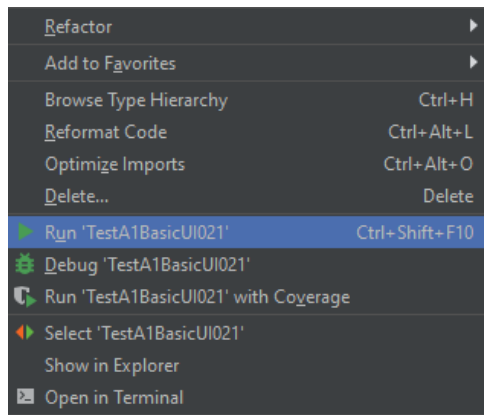 Refactor
Add to Favorites
Browse Type Hierarchy Ctrl+H
Reformat Code Ctrl+Alt+L
Optimize Imports Ctrl+Alt+O
Delete... Delete
Run 'TestA1BasicUI021' Ctrl+Shift+F10
Debug 'TestA1BasicUI021'
Run 'TestA1BasicUI021' with Coverage
Select 'TestA1BasicUI021'
Show in Explorer
Open in Terminal